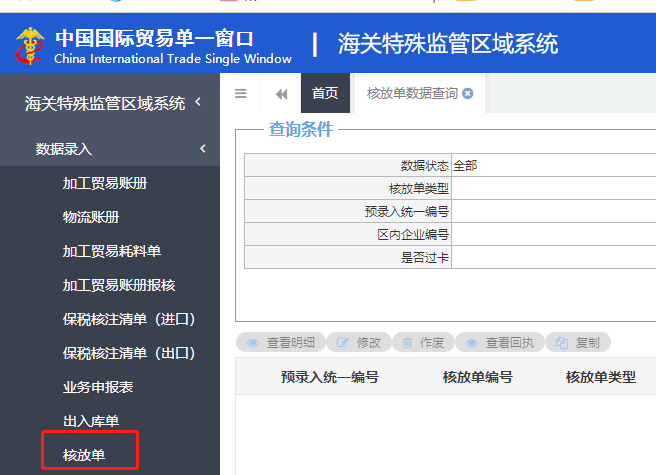 中国国际贸易单一窗口
China International Trade Single Window
海关特殊监管区域系统
海关特殊监管区域系统
首页
核放单数据查询
数据录入
加工贸易账册
物流账册
加工贸易耗料单
加工贸易账册报核
保税核注清单（进口）
保税核注清单（出口）
业务申报表
出入库单
核放单
查询条件
数据状态 全部
核放单类型
预录入统一编号
区内企业编号
是否过卡
查看明细 修改 作废 查看回执 复制
预录入统一编号 核放单编号 核放单类型